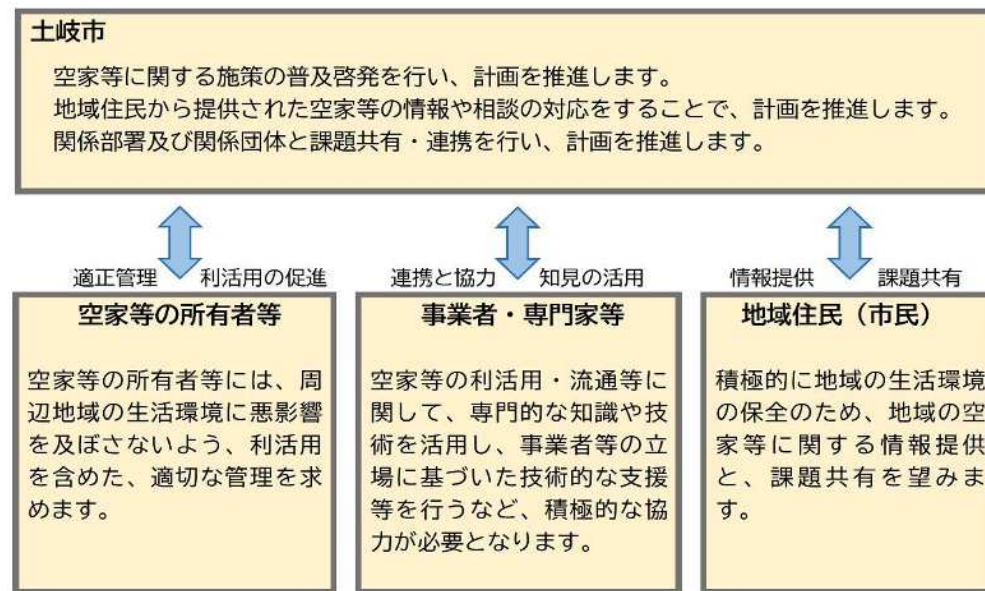 土岐市
空家等に関する施策の普及啓発を行い、計画を推進します。
地域住民から提供された空家等の情報や相談の対応をすることで、計画を推進します。
関係部署及び関係団体と課題共有・連携を行い、計画を推進します。
適正管理 利活用の促進
連携と協力 知見の活用
情報提供 課題共有
空家等の所有者等
空家等の所有者等には、周
辺地域の生活環境に悪影響
を及ぼさないよう、利活用
を含めた、適切な管理を求
めます。
事業者・専門家等
空家等の利活用・流通等に
関して、専門的な知識や技
術を活用し、事業者等の立
場に基づいた技術的な支援
等を行うなど、積極的な協
力が必要となります。
地域住民（市民）
積極的に地域の生活環境
の保全のため、地域の空
家等に関する情報提供
と、課題共有を望みま
す。